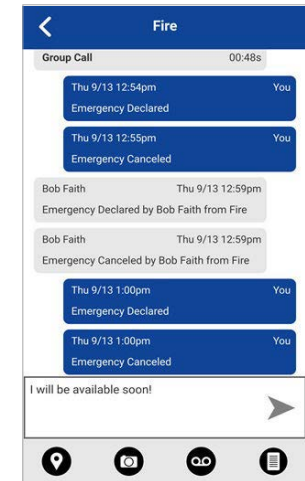 Fire
Group Call 00:48s
Thu 9/13 12:54pm You
Emergency Declared
Thu 9/13 12:55pm You
Emergency Canceled
Bob Faith Thu 9/13 12:59pm
Emergency Declared by Bob Faith from Fire
Bob Faith Thu 9/13 12:59pm
Emergency Canceled by Bob Faith from Fire
Thu 9/13 1:00pm You
Emergency Declared
Thu 9/13 1:00pm You
Emergency Canceled
I will be available soon!